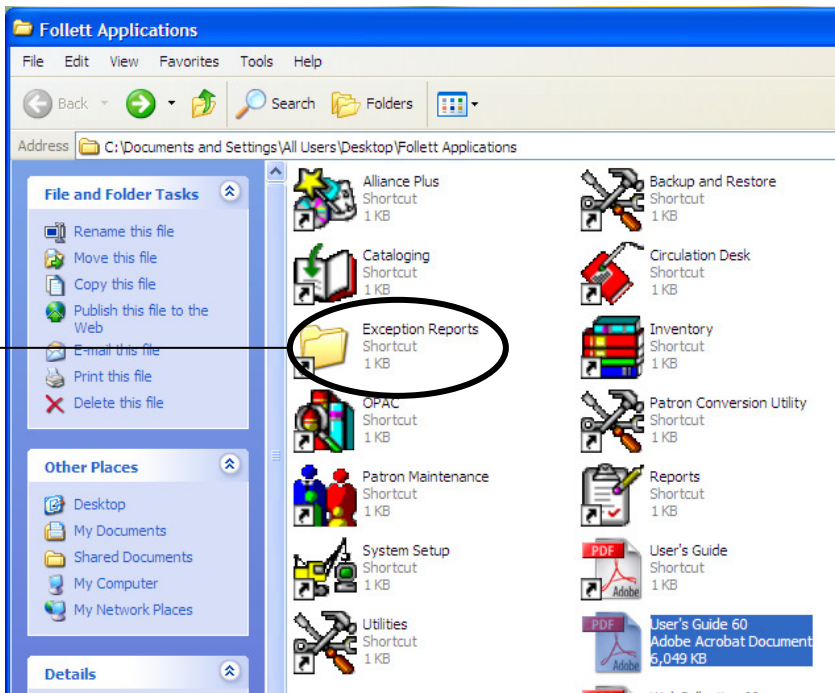 Follett Applications
File Edit View Favorites Tools Help
Back Search Folders
Address C:\Documents and Settings\All Users\Desktop\Follett Applications
File and Folder Tasks
Rename this file
Move this file
Copy this file
Publish this file to the
Web
E-mail this file
Print this file
Delete this file
Other Places
Desktop
My Documents
Shared Documents
My Computer
My Network Places
Details
Alliance Plus
Shortcut
1 KB
Backup and Restore
Shortcut
1 KB
Cataloging
Shortcut
1 KB
Circulation Desk
Shortcut
1 KB
Exception Reports
Shortcut
1 KB
Inventory
Shortcut
1 KB
OPAC
Shortcut
1 KB
Patron Conversion Utility
Shortcut
1 KB
Patron Maintenance
Shortcut
1 KB
Reports
Shortcut
1 KB
System Setup
Shortcut
1 KB
PDF
Adobe
User's Guide
Shortcut
1 KB
Utilities
Shortcut
1 KB
PDF
Adobe
User's Guide 60
Adobe Acrobat Document
6,049 KB